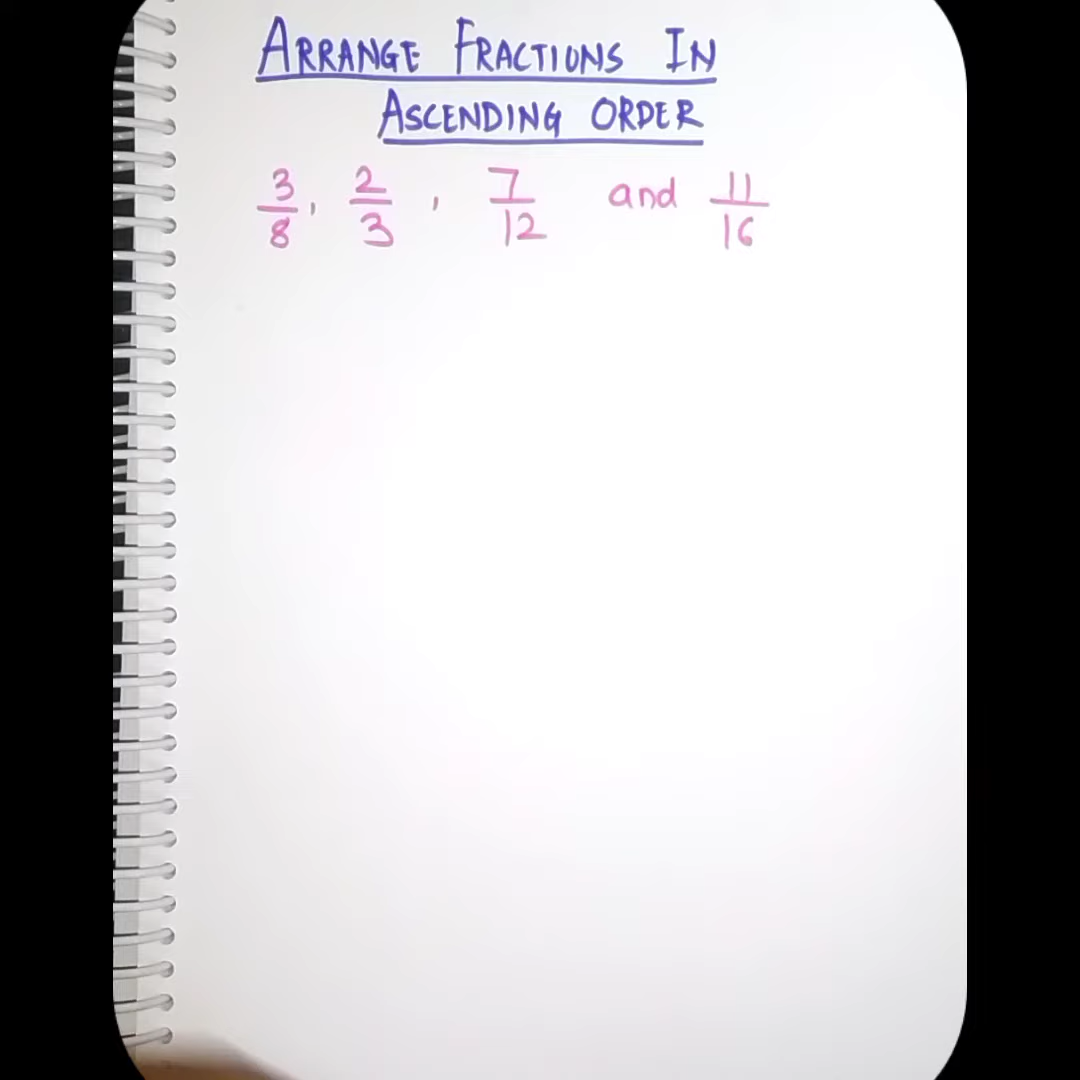 ARRANGE FRACTIONS IN
ASCENDING ORDER
3/8, 2/3, 7/12 and 11/16